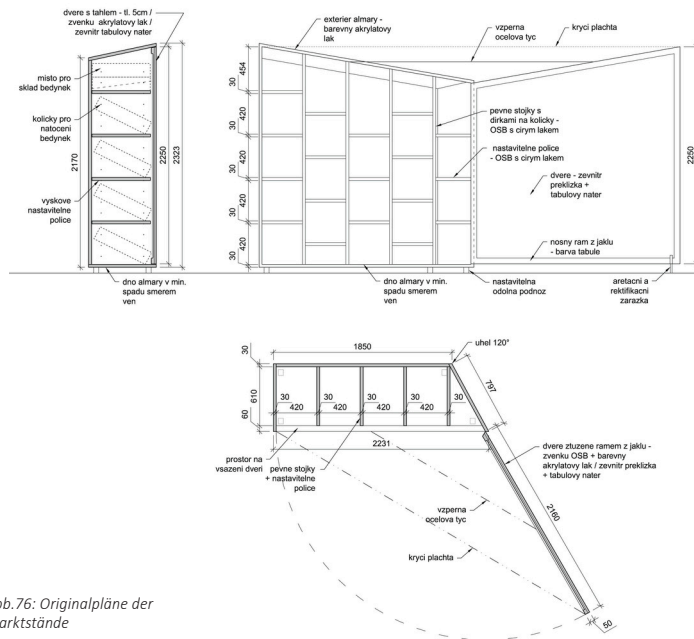 dvere s tahlem - tl. 5cm /
zvenku akrylatovy lak /
zevnitr tabulovy nater
misto pro
sklad bedynek
kolicky pro
natoceni
bedynek
2170
vyskove
nastavitelne
police
2250
2323
dno almary v min.
spadu smerem
ven
exterier almary -
barevny akrylatovy
lak
454
30
420
30
420
30
420
30
420
30
vzperna
ocelova tyc
kryci plachta
pevne stojky s
dirkami na kolicky -
OSB s cirym lakem
nastavitelne police
- OSB s cirym lakem
dvere - zevnitr
preklizka +
tabulovy nater
nosny ram z jaklu
- barva tabule
2250
dno almary v min.
spadu smerem
ven
nastavitelna
odolna podnoz
aretacni a
rektifikacni
zarazka
1850
uhel 120°
30
610
60
30
420
30
420
30
420
30
420
797
2231
prostor na
vsazeni dveri
pevne stojky
+ nastavitelne
police
dvere ztuzene ramem z jaklu -
zvenku OSB + barevny
akrylatovy lak / zevnitr preklizka
+ tabulovy nater
vzperna
ocelova tyc
2160
kryci plachta
50
bb.76: Originalpläne der
arktstände